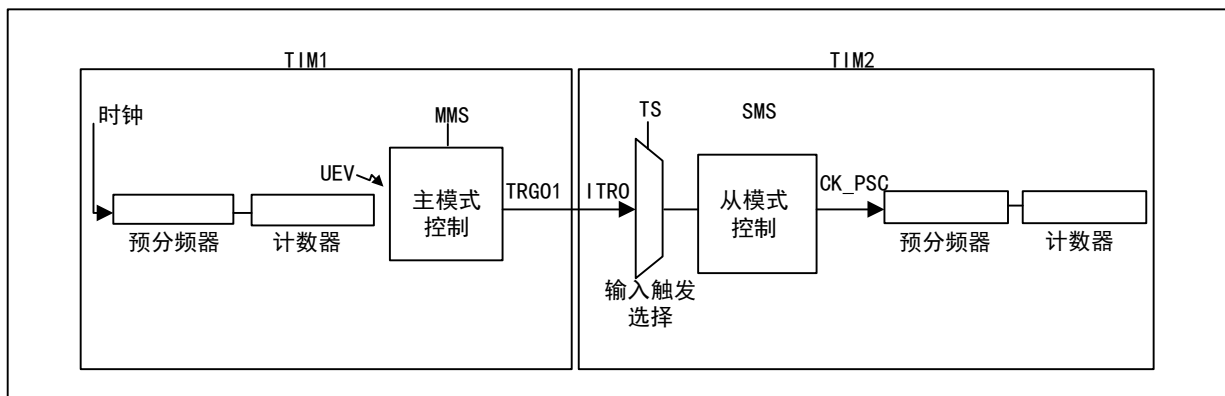 TIM1
TIM2
时钟
MMS
TS
SMS
UEV
主模式
控制
TRGO1
ITR0
从模式
控制
CK_PSC
预分频器
计数器
预分频器
计数器
输入触发
选择